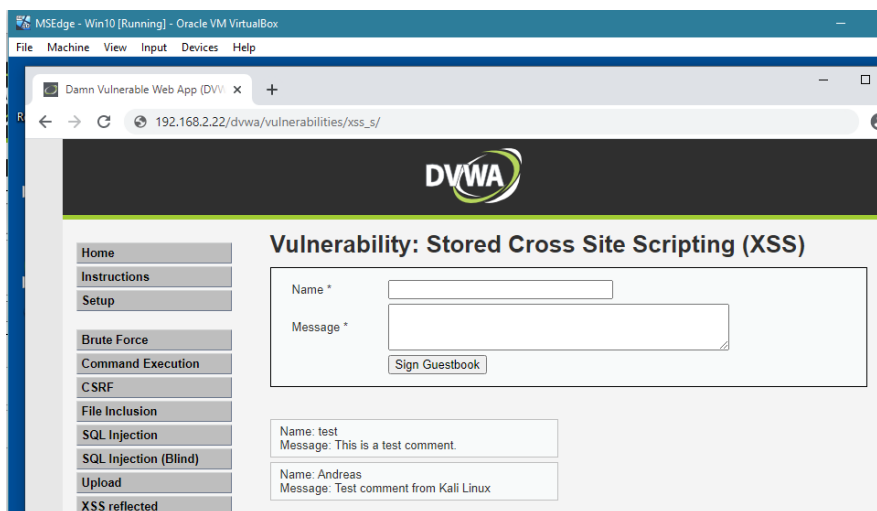 MSEdge - Win10 [Running] - Oracle VM VirtualBox
File Machine View Input Devices Help
Damn Vulnerable Web App (DVW
192.168.2.22/dvwa/vulnerabilities/xss_s/
DVWA
Vulnerability: Stored Cross Site Scripting (XSS)
Home
Instructions
Setup
Brute Force
Command Execution
CSRF
File Inclusion
SQL Injection
SQL Injection (Blind)
Upload
XSS reflected
Name *
Message *
Sign Guestbook
Name: test
Message: This is a test comment.
Name: Andreas
Message: Test comment from Kali Linux